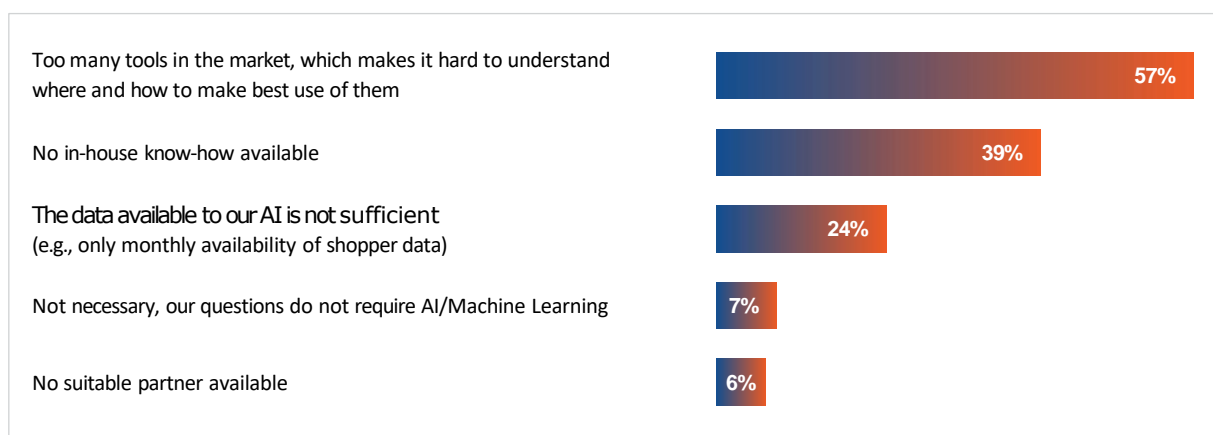 Too many tools in the market, which makes it hard to understand
where and how to make best use of them
57%
No in-house know-how available
39%
The data available to our AI is not sufficient
(e.g., only monthly availability of shopper data)
24%
Not necessary, our questions do not require AI/Machine Learning
7%
No suitable partner available
6%